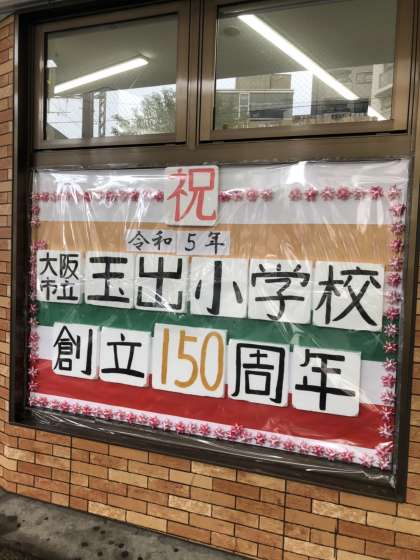 祝
令和5年
大阪市立玉出小学校
創立150周年